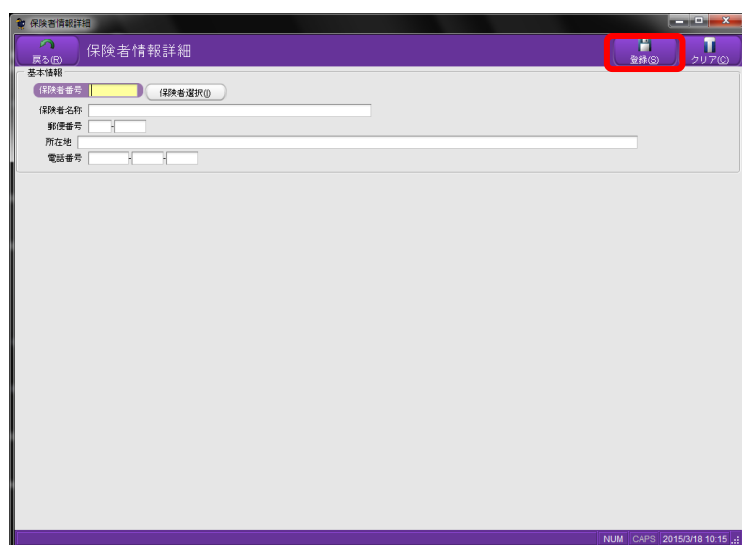 保険者情報詳細
戻る(R) 保険者情報詳細 登録(S) クリア(C)
基本情報
保険者番号 保険者選択(I)
保険者名称
郵便番号 -
所在地
電話番号 - -
NUM CAPS 2015/3/18 10:15